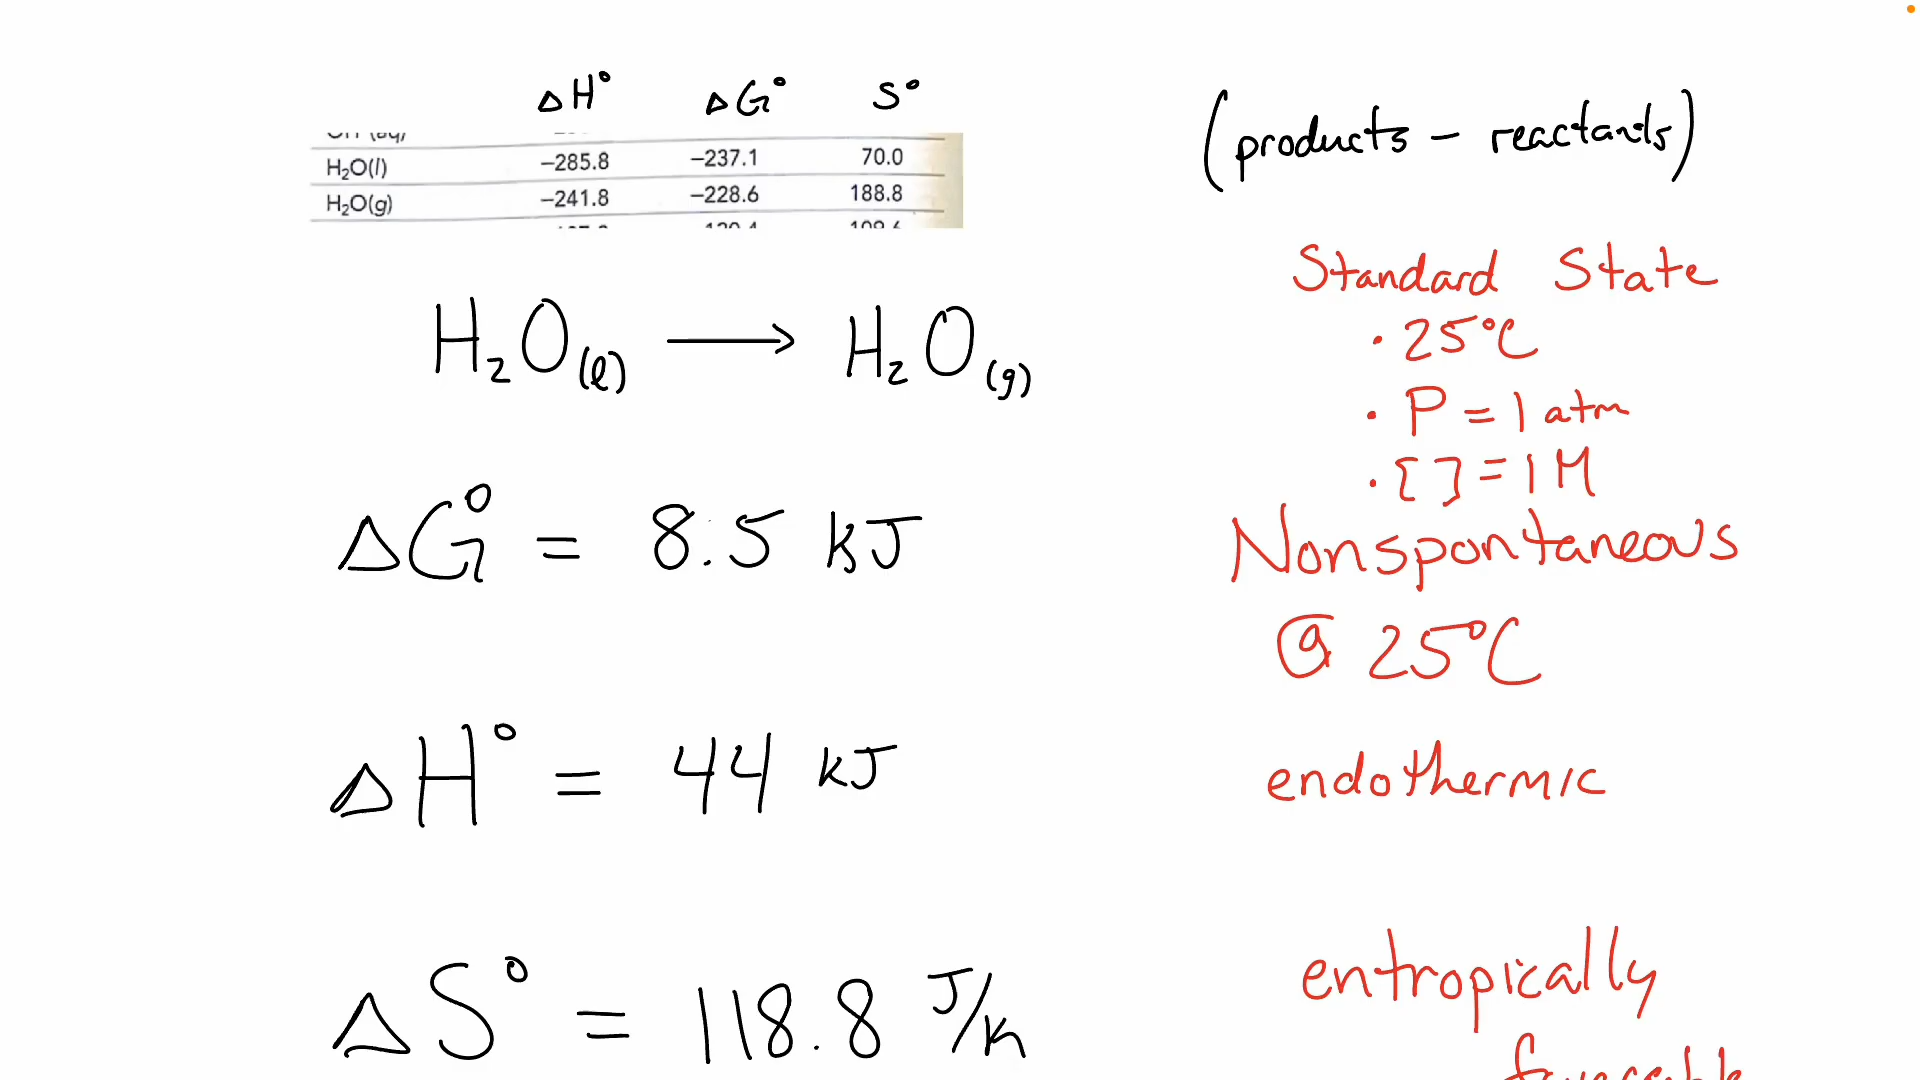 ΔH° ΔG° S°
H₂O(l) −285.8 −237.1 70.0
H₂O(g) −241.8 −228.6 188.8
(products − reactants)
H₂O(l) → H₂O(g)
Standard State
• 25°C
• P = 1 atm
• [ ] = 1 M
ΔG° = 8.5 kJ
Nonspontaneous
@ 25°C
ΔH° = 44 kJ
endothermic
ΔS° = 118.8 J/K
entropically